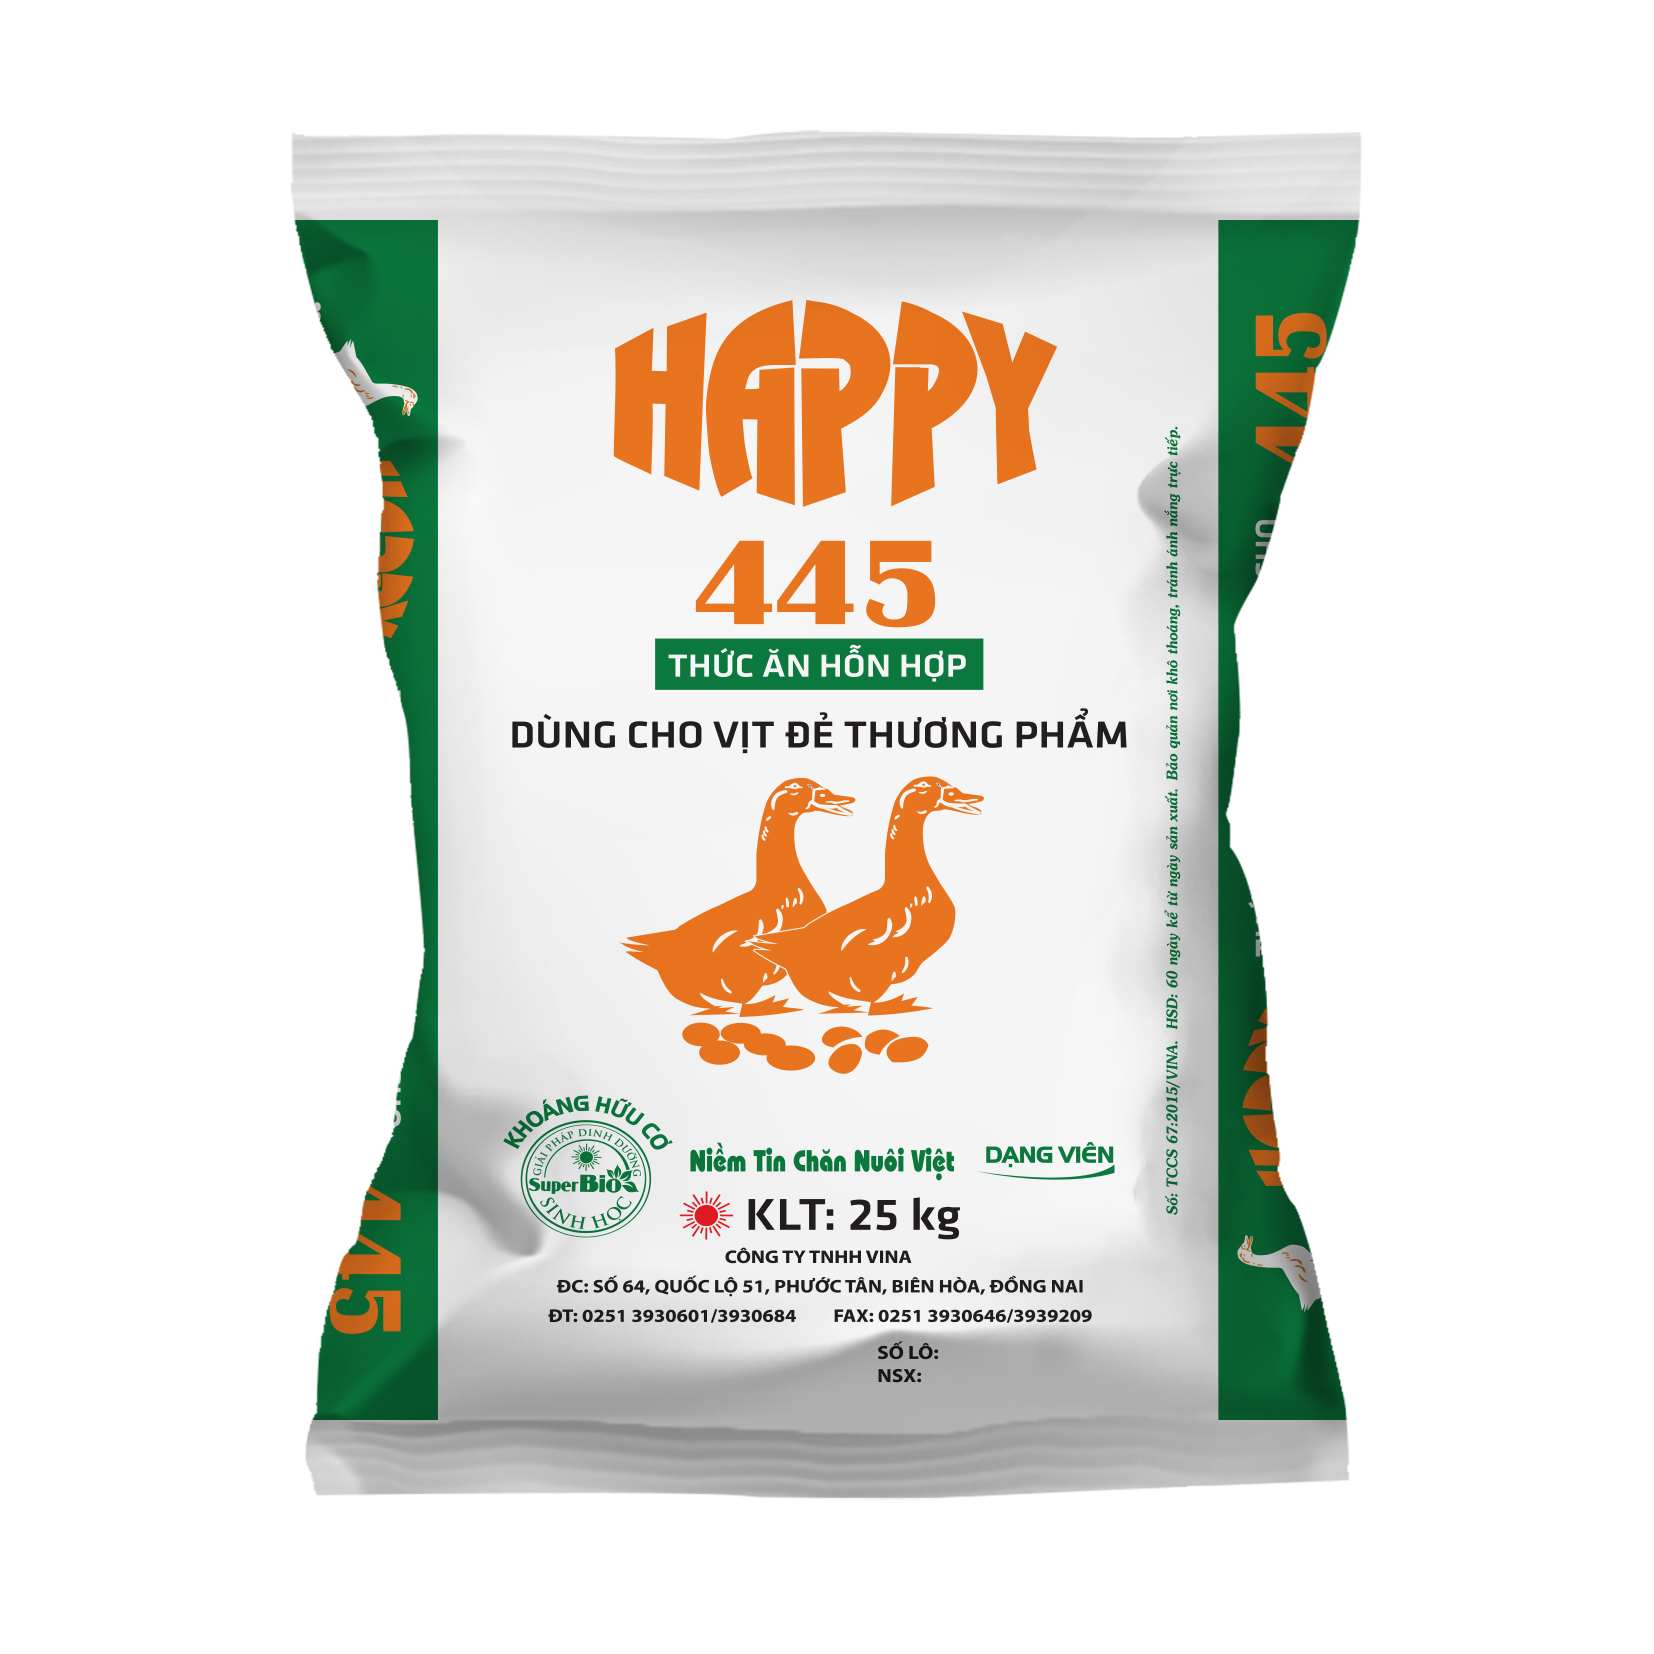 HAPPY
445
THỨC ĂN HỖN HỢP
DÙNG CHO VỊT ĐẺ THƯƠNG PHẨM
KHOÁNG HỮU CƠ
GIẢI PHÁP DINH DƯỠNG
SuperBio
SINH HỌC
Niềm Tin Chăn Nuôi Việt
DẠNG VIÊN
KLT: 25 kg
CÔNG TY TNHH VINA
ĐC: SỐ 64, QUỐC LỘ 51, PHƯỚC TÂN, BIÊN HÒA, ĐỒNG NAI
ĐT: 0251 3930601/3930684 FAX: 0251 3930646/3939209
SỐ LÔ:
NSX:
Số: TCCS 67:2015/VINA. HSD: 60 ngày kể từ ngày sản xuất. Bảo quản nơi khô thoáng, tránh ánh nắng trực tiếp.
445
445